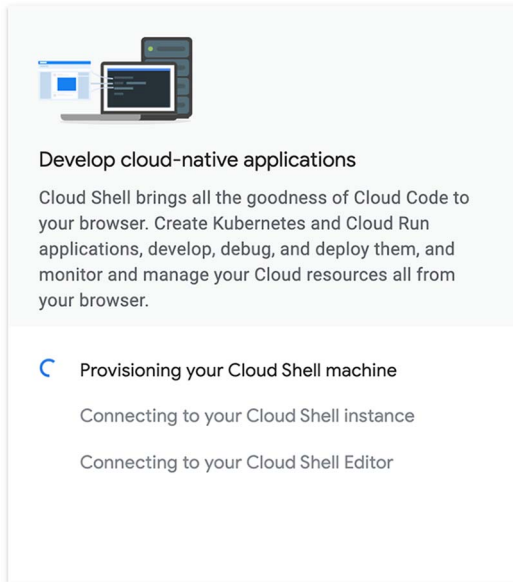 Develop cloud-native applications
Cloud Shell brings all the goodness of Cloud Code to
your browser. Create Kubernetes and Cloud Run
applications, develop, debug, and deploy them, and
monitor and manage your Cloud resources all from
your browser.
Provisioning your Cloud Shell machine
Connecting to your Cloud Shell instance
Connecting to your Cloud Shell Editor